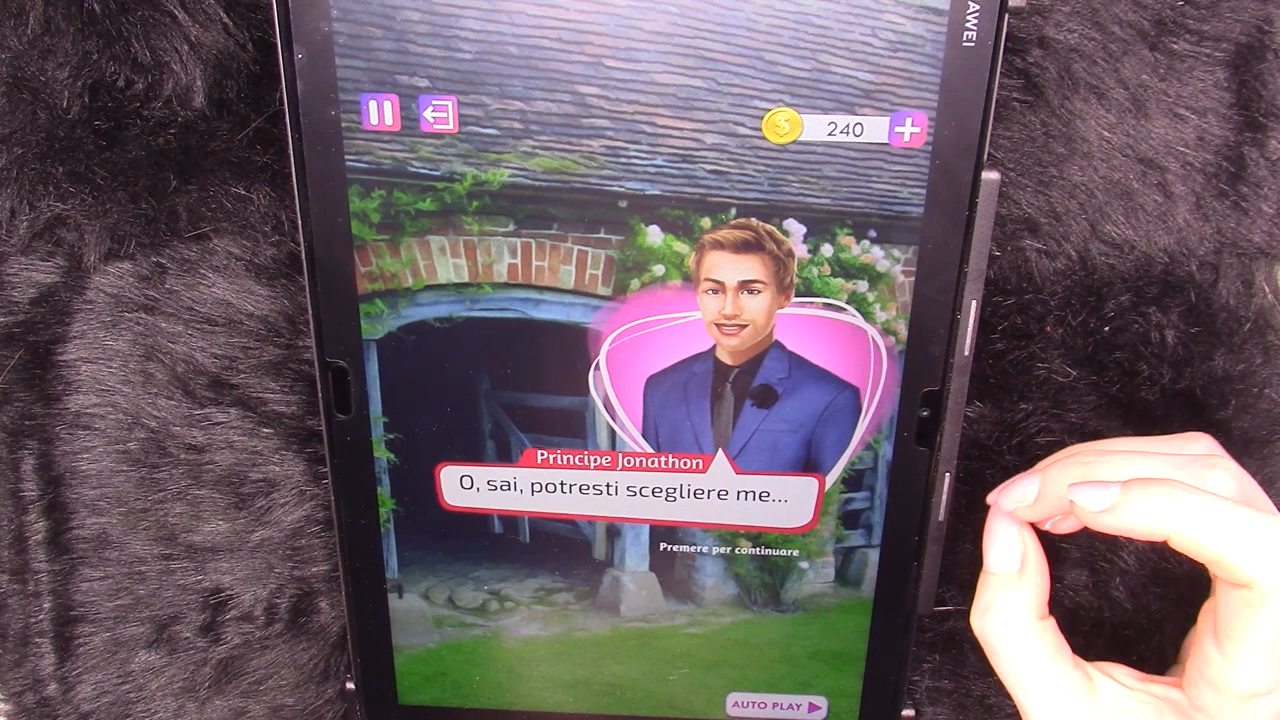 AWEI
240
Principe Jonathon
O, sai, potresti scegliere me...
Premere per continuare
AUTO PLAY